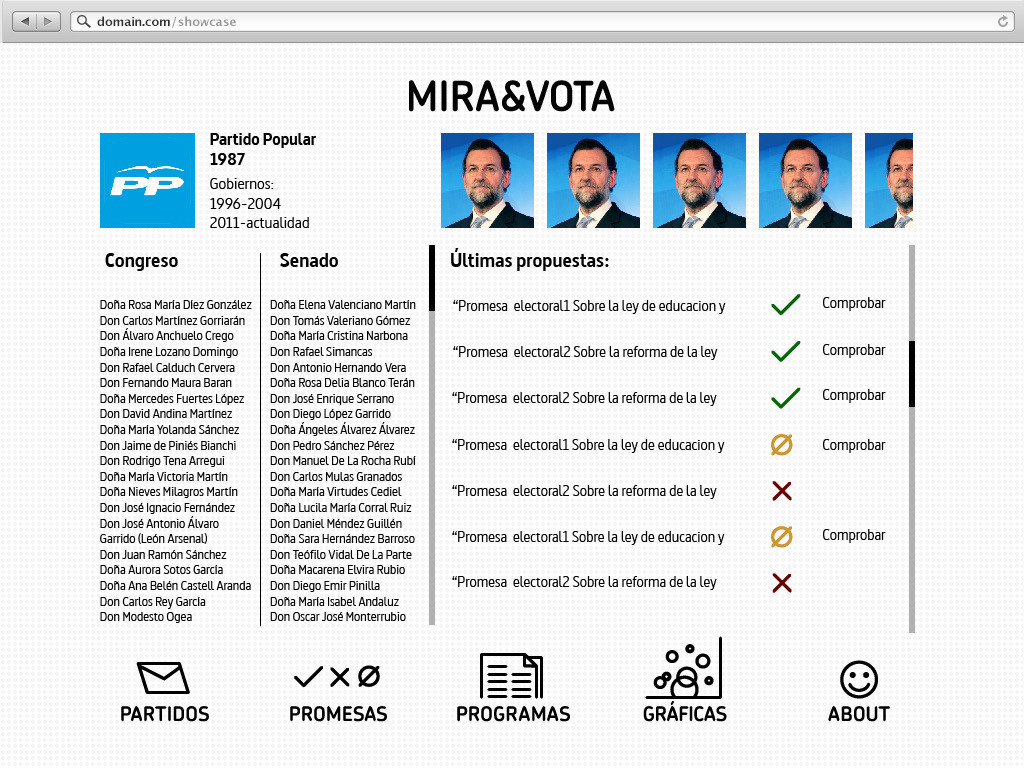 domain.com/showcase
MIRA&VOTA
PP
Partido Popular
1987
Gobiernos:
1996-2004
2011-actualidad
Congreso
Doña Rosa María Díez González
Don Carlos Martínez Gorriarán
Don Álvaro Anchuelo Crego
Doña Irene Lozano Domingo
Don Rafael Calduch Cervera
Don Fernando Maura Baran
Doña Mercedes Fuertes López
Don David Andina Martínez
Doña María Yolanda Sánchez
Don Jaime de Piniés Bianchi
Don Rodrigo Tena Arregui
Doña María Victoria Martín
Doña Nieves Milagros Martín
Don José Ignacio Fernández
Don José Antonio Álvaro
Garrido (León Arsenal)
Don Juan Ramón Sánchez
Doña Aurora Sotos García
Doña Ana Belén Castell Aranda
Don Carlos Rey García
Don Modesto Ogea
Senado
Doña Elena Valenciano Martín
Don Tomás Valeriano Gómez
Doña María Cristina Narbona
Don Rafael Simancas
Don Antonio Hernando Vera
Doña Rosa Delia Blanco Terán
Don José Enrique Serrano
Don Diego López Garrido
Doña Ángeles Álvarez Álvarez
Don Pedro Sánchez Pérez
Don Manuel De La Rocha Rubí
Don Carlos Mulas Granados
Doña María Virtudes Cediel
Doña Lucila María Corral Ruiz
Don Daniel Méndez Guillén
Doña Sara Hernández Barroso
Don Teófilo Vidal De La Parte
Doña Macarena Elvira Rubio
Don Diego Emir Pinilla
Doña María Isabel Andaluz
Don Oscar José Monterrubio
Últimas propuestas:
“Promesa electoral1 Sobre la ley de educacion y Comprobar
“Promesa electoral2 Sobre la reforma de la ley Comprobar
“Promesa electoral2 Sobre la reforma de la ley Comprobar
“Promesa electoral1 Sobre la ley de educacion y Comprobar
“Promesa electoral2 Sobre la reforma de la ley
“Promesa electoral1 Sobre la ley de educacion y Comprobar
“Promesa electoral2 Sobre la reforma de la ley
PARTIDOS PROMESAS PROGRAMAS GRÁFICAS ABOUT